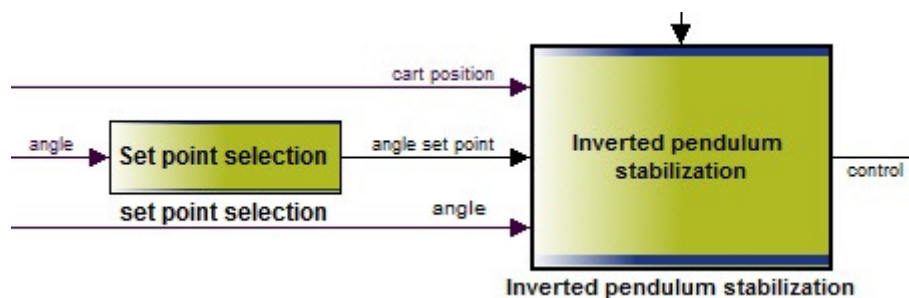 cart position
angle
Set point selection
angle set point
Inverted pendulum
stabilization
control
set point selection
angle
Inverted pendulum stabilization